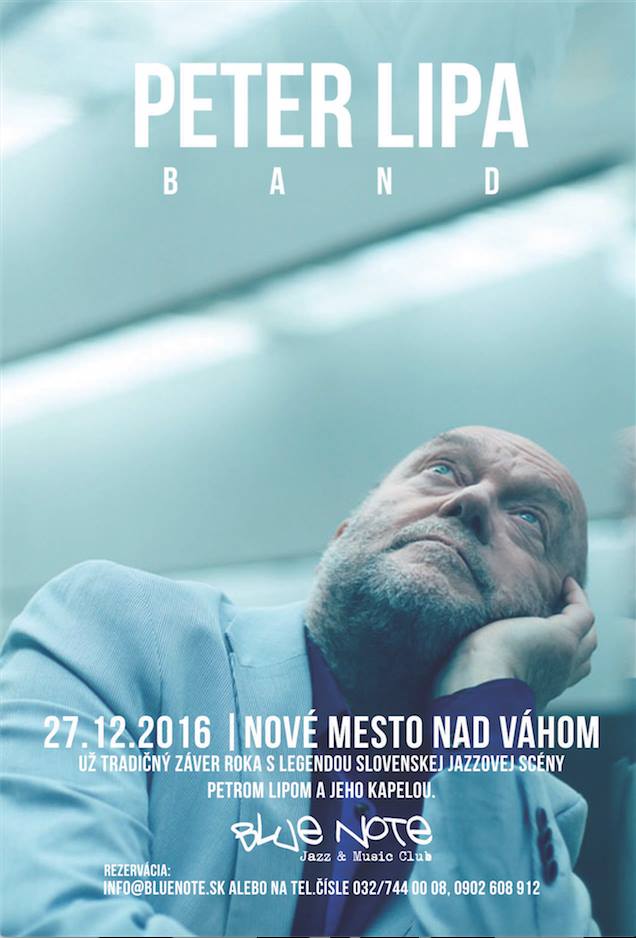 PETER LIPA
BAND
27.12.2016 | NOVÉ MESTO NAD VÁHOM
UŽ TRADIČNÝ ZÁVER ROKA S LEGENDOU SLOVENSKEJ JAZZOVEJ SCÉNY
PETROM LIPOM A JEHO KAPELOU.
BLUE NOTE
Jazz & Music Club
REZERVÁCIA:
INFO@BLUENOTE.SK ALEBO NA TEL.ČÍSLE 032/744 00 08, 0902 608 912